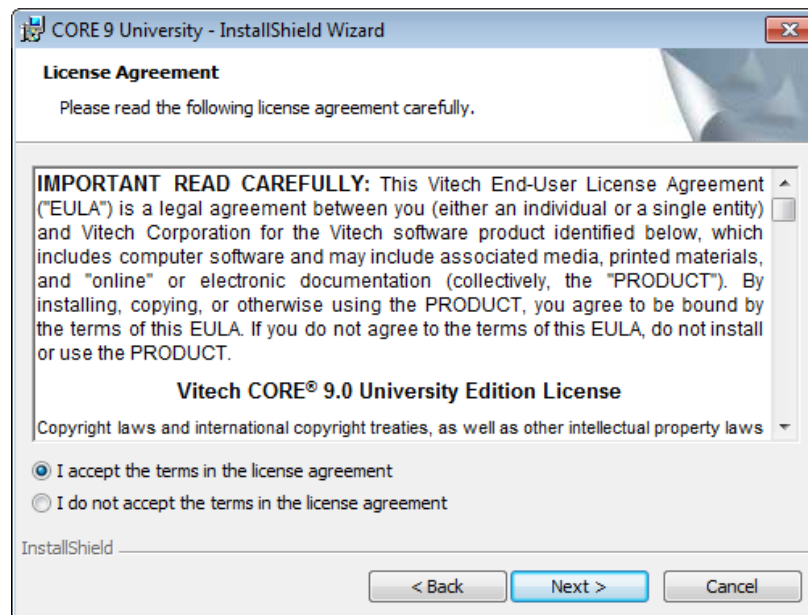 CORE 9 University - InstallShield Wizard
License Agreement
Please read the following license agreement carefully.
IMPORTANT READ CAREFULLY: This Vitech End-User License Agreement
("EULA") is a legal agreement between you (either an individual or a single entity)
and Vitech Corporation for the Vitech software product identified below, which
includes computer software and may include associated media, printed materials,
and "online" or electronic documentation (collectively, the "PRODUCT"). By
installing, copying, or otherwise using the PRODUCT, you agree to be bound by
the terms of this EULA. If you do not agree to the terms of this EULA, do not install
or use the PRODUCT.
Vitech CORE® 9.0 University Edition License
Copyright laws and international copyright treaties, as well as other intellectual property laws
I accept the terms in the license agreement
I do not accept the terms in the license agreement
InstallShield
< Back Next > Cancel